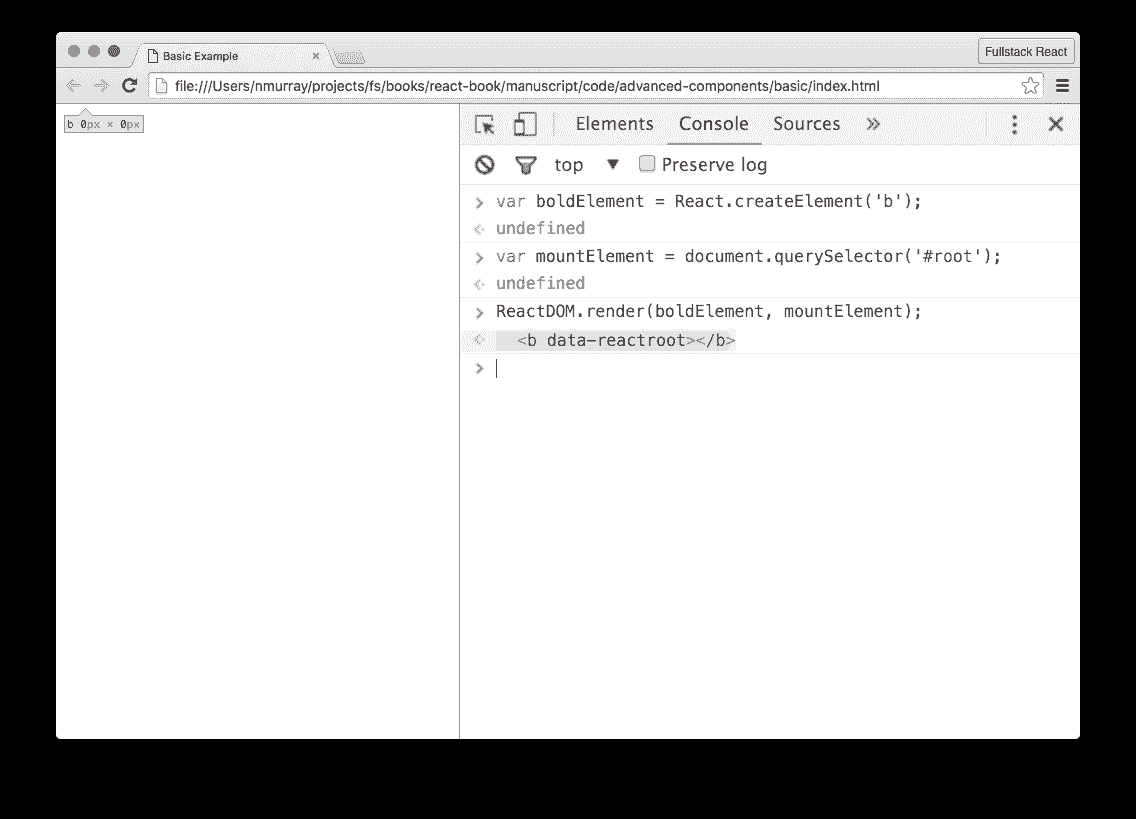 Basic Example
Fullstack React
file:///Users/nmurray/projects/fs/books/react-book/manuscript/code/advanced-components/basic/index.html
b 0px × 0px
Elements Console Sources »
top ▼ Preserve log
> var boldElement = React.createElement('b');
< undefined
> var mountElement = document.querySelector('#root');
< undefined
> ReactDOM.render(boldElement, mountElement);
< <b data-reactroot></b>
>